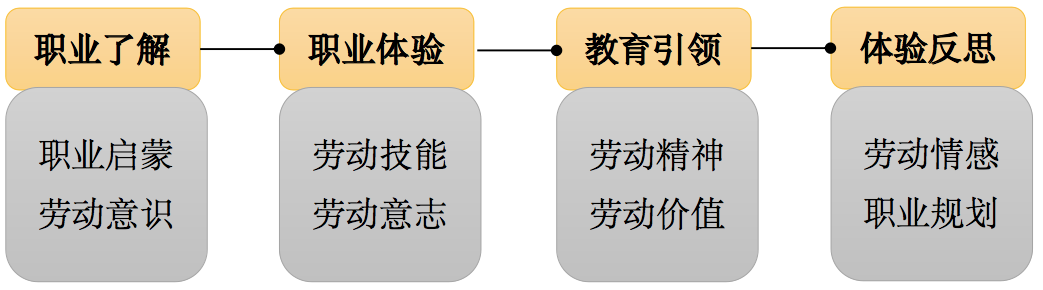 职业了解
职业体验
教育引领
体验反思
职业启蒙
劳动意识
劳动技能
劳动意志
劳动精神
劳动价值
劳动情感
职业规划